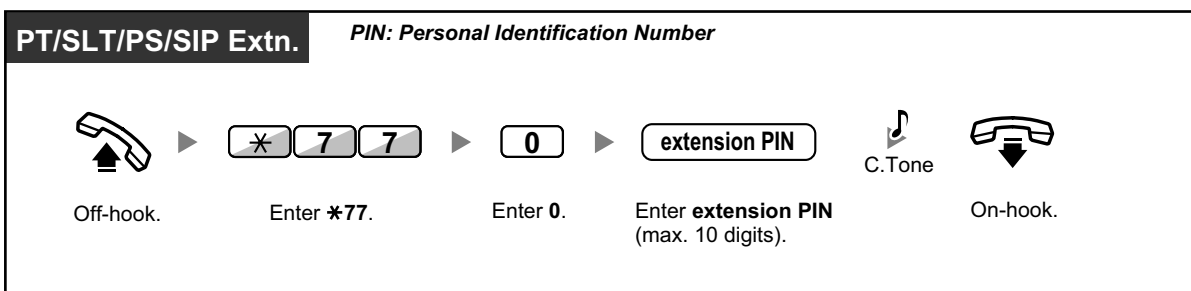 PT/SLT/PS/SIP Extn.
PIN: Personal Identification Number
✳ 7 7
0
extension PIN
C.Tone
Off-hook.
Enter ✳77.
Enter 0.
Enter extension PIN
(max. 10 digits).
On-hook.